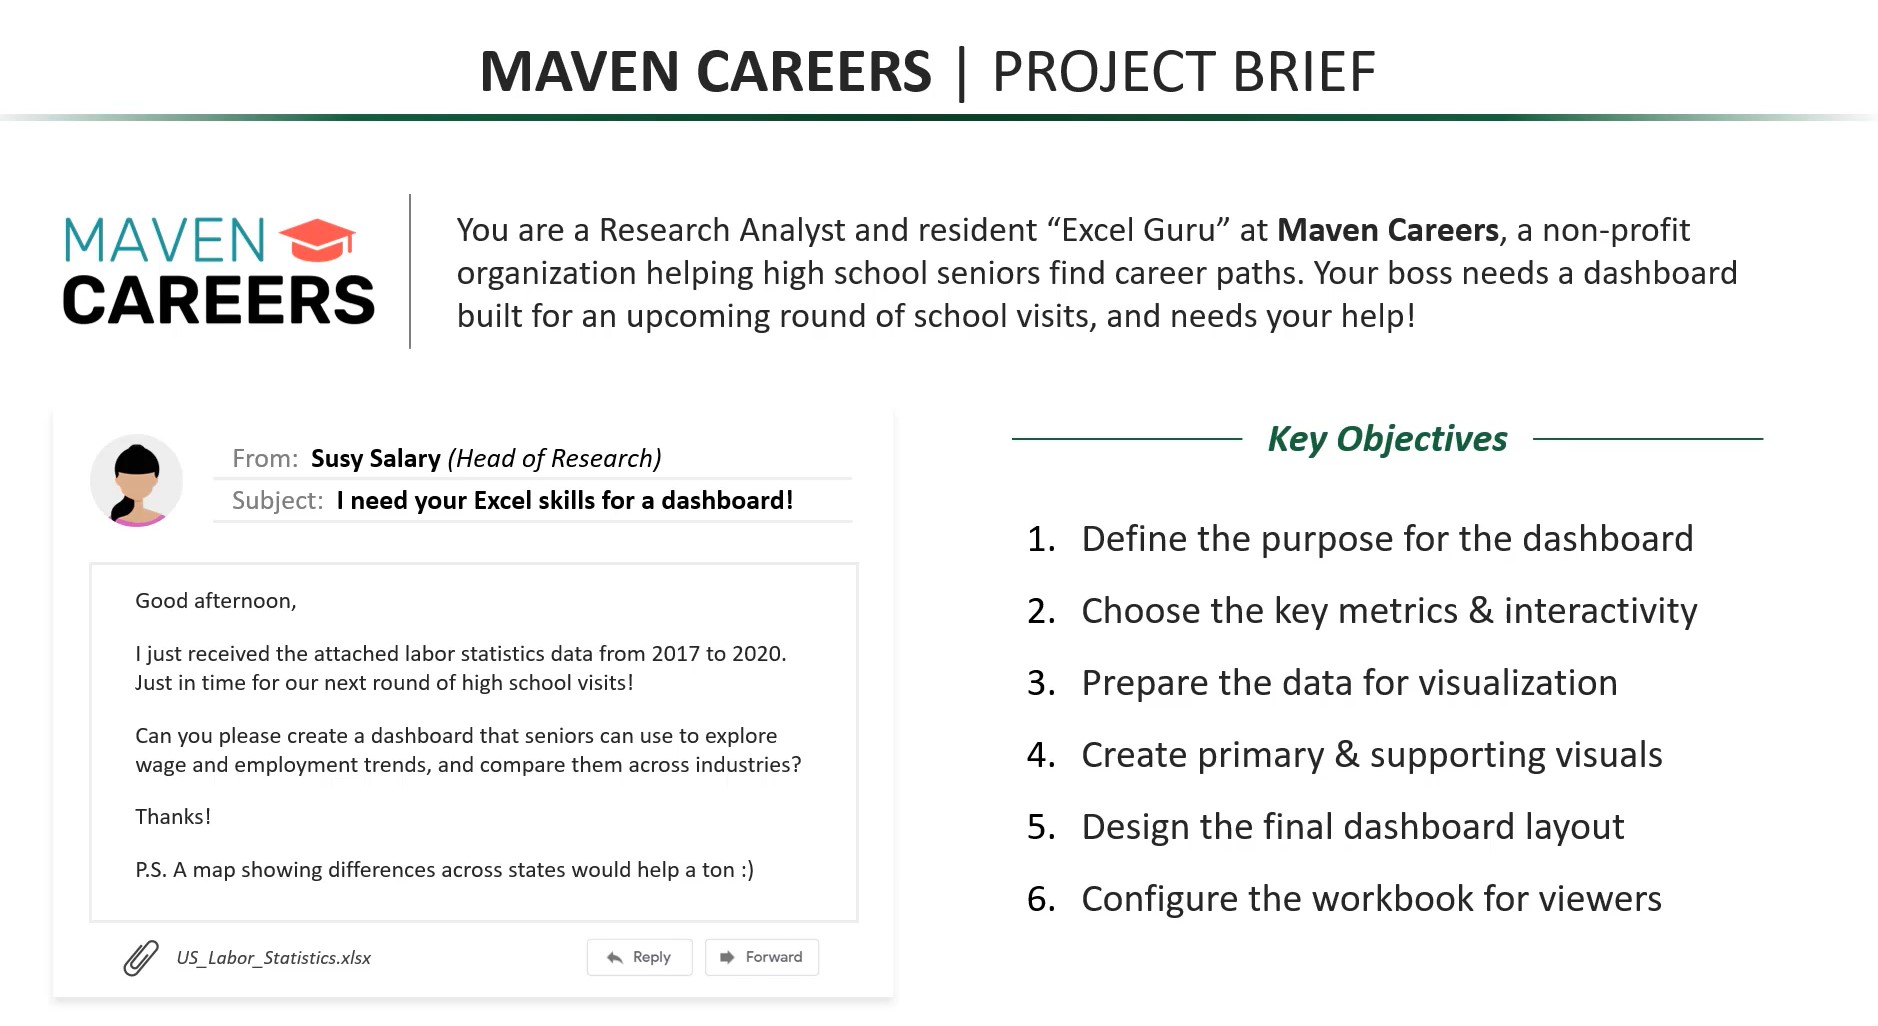 MAVEN CAREERS | PROJECT BRIEF
MAVEN
CAREERS
You are a Research Analyst and resident “Excel Guru” at Maven Careers, a non-profit
organization helping high school seniors find career paths. Your boss needs a dashboard
built for an upcoming round of school visits, and needs your help!
From: Susy Salary (Head of Research)
Subject: I need your Excel skills for a dashboard!
Good afternoon,
I just received the attached labor statistics data from 2017 to 2020.
Just in time for our next round of high school visits!
Can you please create a dashboard that seniors can use to explore
wage and employment trends, and compare them across industries?
Thanks!
P.S. A map showing differences across states would help a ton :)
US_Labor_Statistics.xlsx
Reply
Forward
Key Objectives
1. Define the purpose for the dashboard
2. Choose the key metrics & interactivity
3. Prepare the data for visualization
4. Create primary & supporting visuals
5. Design the final dashboard layout
6. Configure the workbook for viewers